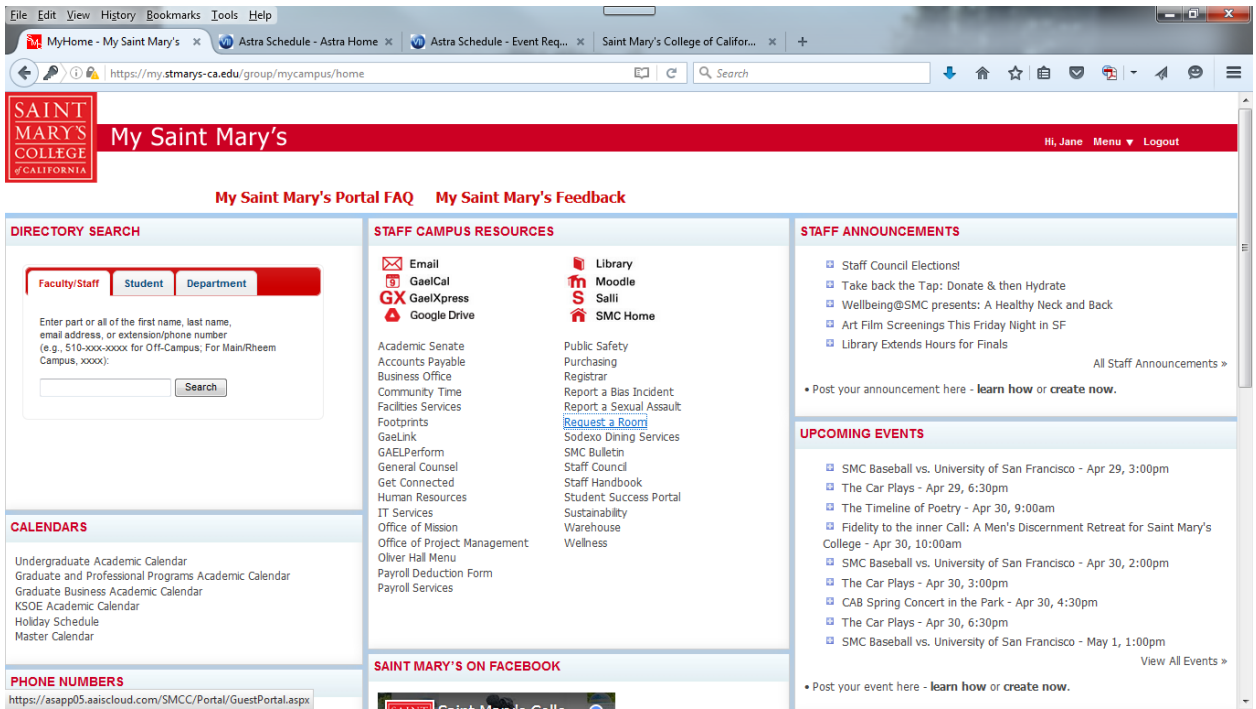 File Edit View History Bookmarks Tools Help
MyHome - My Saint Mary's × Astra Schedule - Astra Home × Astra Schedule - Event Req... × Saint Mary's College of Califor... × +
https://my.stmarys-ca.edu/group/mycampus/home Search
SAINT
MARY'S
COLLEGE
of CALIFORNIA
My Saint Mary's
Hi, Jane Menu ▼ Logout
My Saint Mary's Portal FAQ My Saint Mary's Feedback
DIRECTORY SEARCH
Faculty/Staff Student Department
Enter part or all of the first name, last name,
email address, or extension/phone number
(e.g., 510-xxx-xxxx for Off-Campus; For Main/Rheem
Campus, xxxx):
Search
CALENDARS
Undergraduate Academic Calendar
Graduate and Professional Programs Academic Calendar
Graduate Business Academic Calendar
KSOE Academic Calendar
Holiday Schedule
Master Calendar
PHONE NUMBERS
https://asapp05.aaiscloud.com/SMCC/Portal/GuestPortal.aspx
STAFF CAMPUS RESOURCES
Email
9 GaelCal
GX GaelXpress
Google Drive
Library
m Moodle
S Salli
SMC Home
Academic Senate
Accounts Payable
Business Office
Community Time
Facilities Services
Footprints
GaeLink
GAELPerform
General Counsel
Get Connected
Human Resources
IT Services
Office of Mission
Office of Project Management
Oliver Hall Menu
Payroll Deduction Form
Payroll Services
Public Safety
Purchasing
Registrar
Report a Bias Incident
Report a Sexual Assault
Request a Room
Sodexo Dining Services
SMC Bulletin
Staff Council
Staff Handbook
Student Success Portal
Sustainability
Warehouse
Wellness
SAINT MARY'S ON FACEBOOK
STAFF ANNOUNCEMENTS
Staff Council Elections!
Take back the Tap: Donate & then Hydrate
Wellbeing@SMC presents: A Healthy Neck and Back
Art Film Screenings This Friday Night in SF
Library Extends Hours for Finals
All Staff Announcements »
• Post your announcement here - learn how or create now.
UPCOMING EVENTS
SMC Baseball vs. University of San Francisco - Apr 29, 3:00pm
The Car Plays - Apr 29, 6:30pm
The Timeline of Poetry - Apr 30, 9:00am
Fidelity to the inner Call: A Men's Discernment Retreat for Saint Mary's
College - Apr 30, 10:00am
SMC Baseball vs. University of San Francisco - Apr 30, 2:00pm
The Car Plays - Apr 30, 3:00pm
CAB Spring Concert in the Park - Apr 30, 4:30pm
The Car Plays - Apr 30, 6:30pm
SMC Baseball vs. University of San Francisco - May 1, 1:00pm
View All Events »
• Post your event here - learn how or create now.